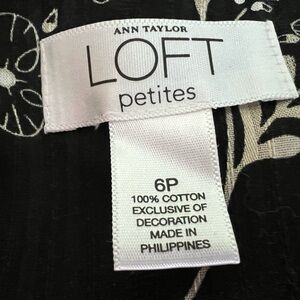 ANN TAYLOR
LOFT
petites
6P
100% COTTON
EXCLUSIVE OF
DECORATION
MADE IN
PHILIPPINES